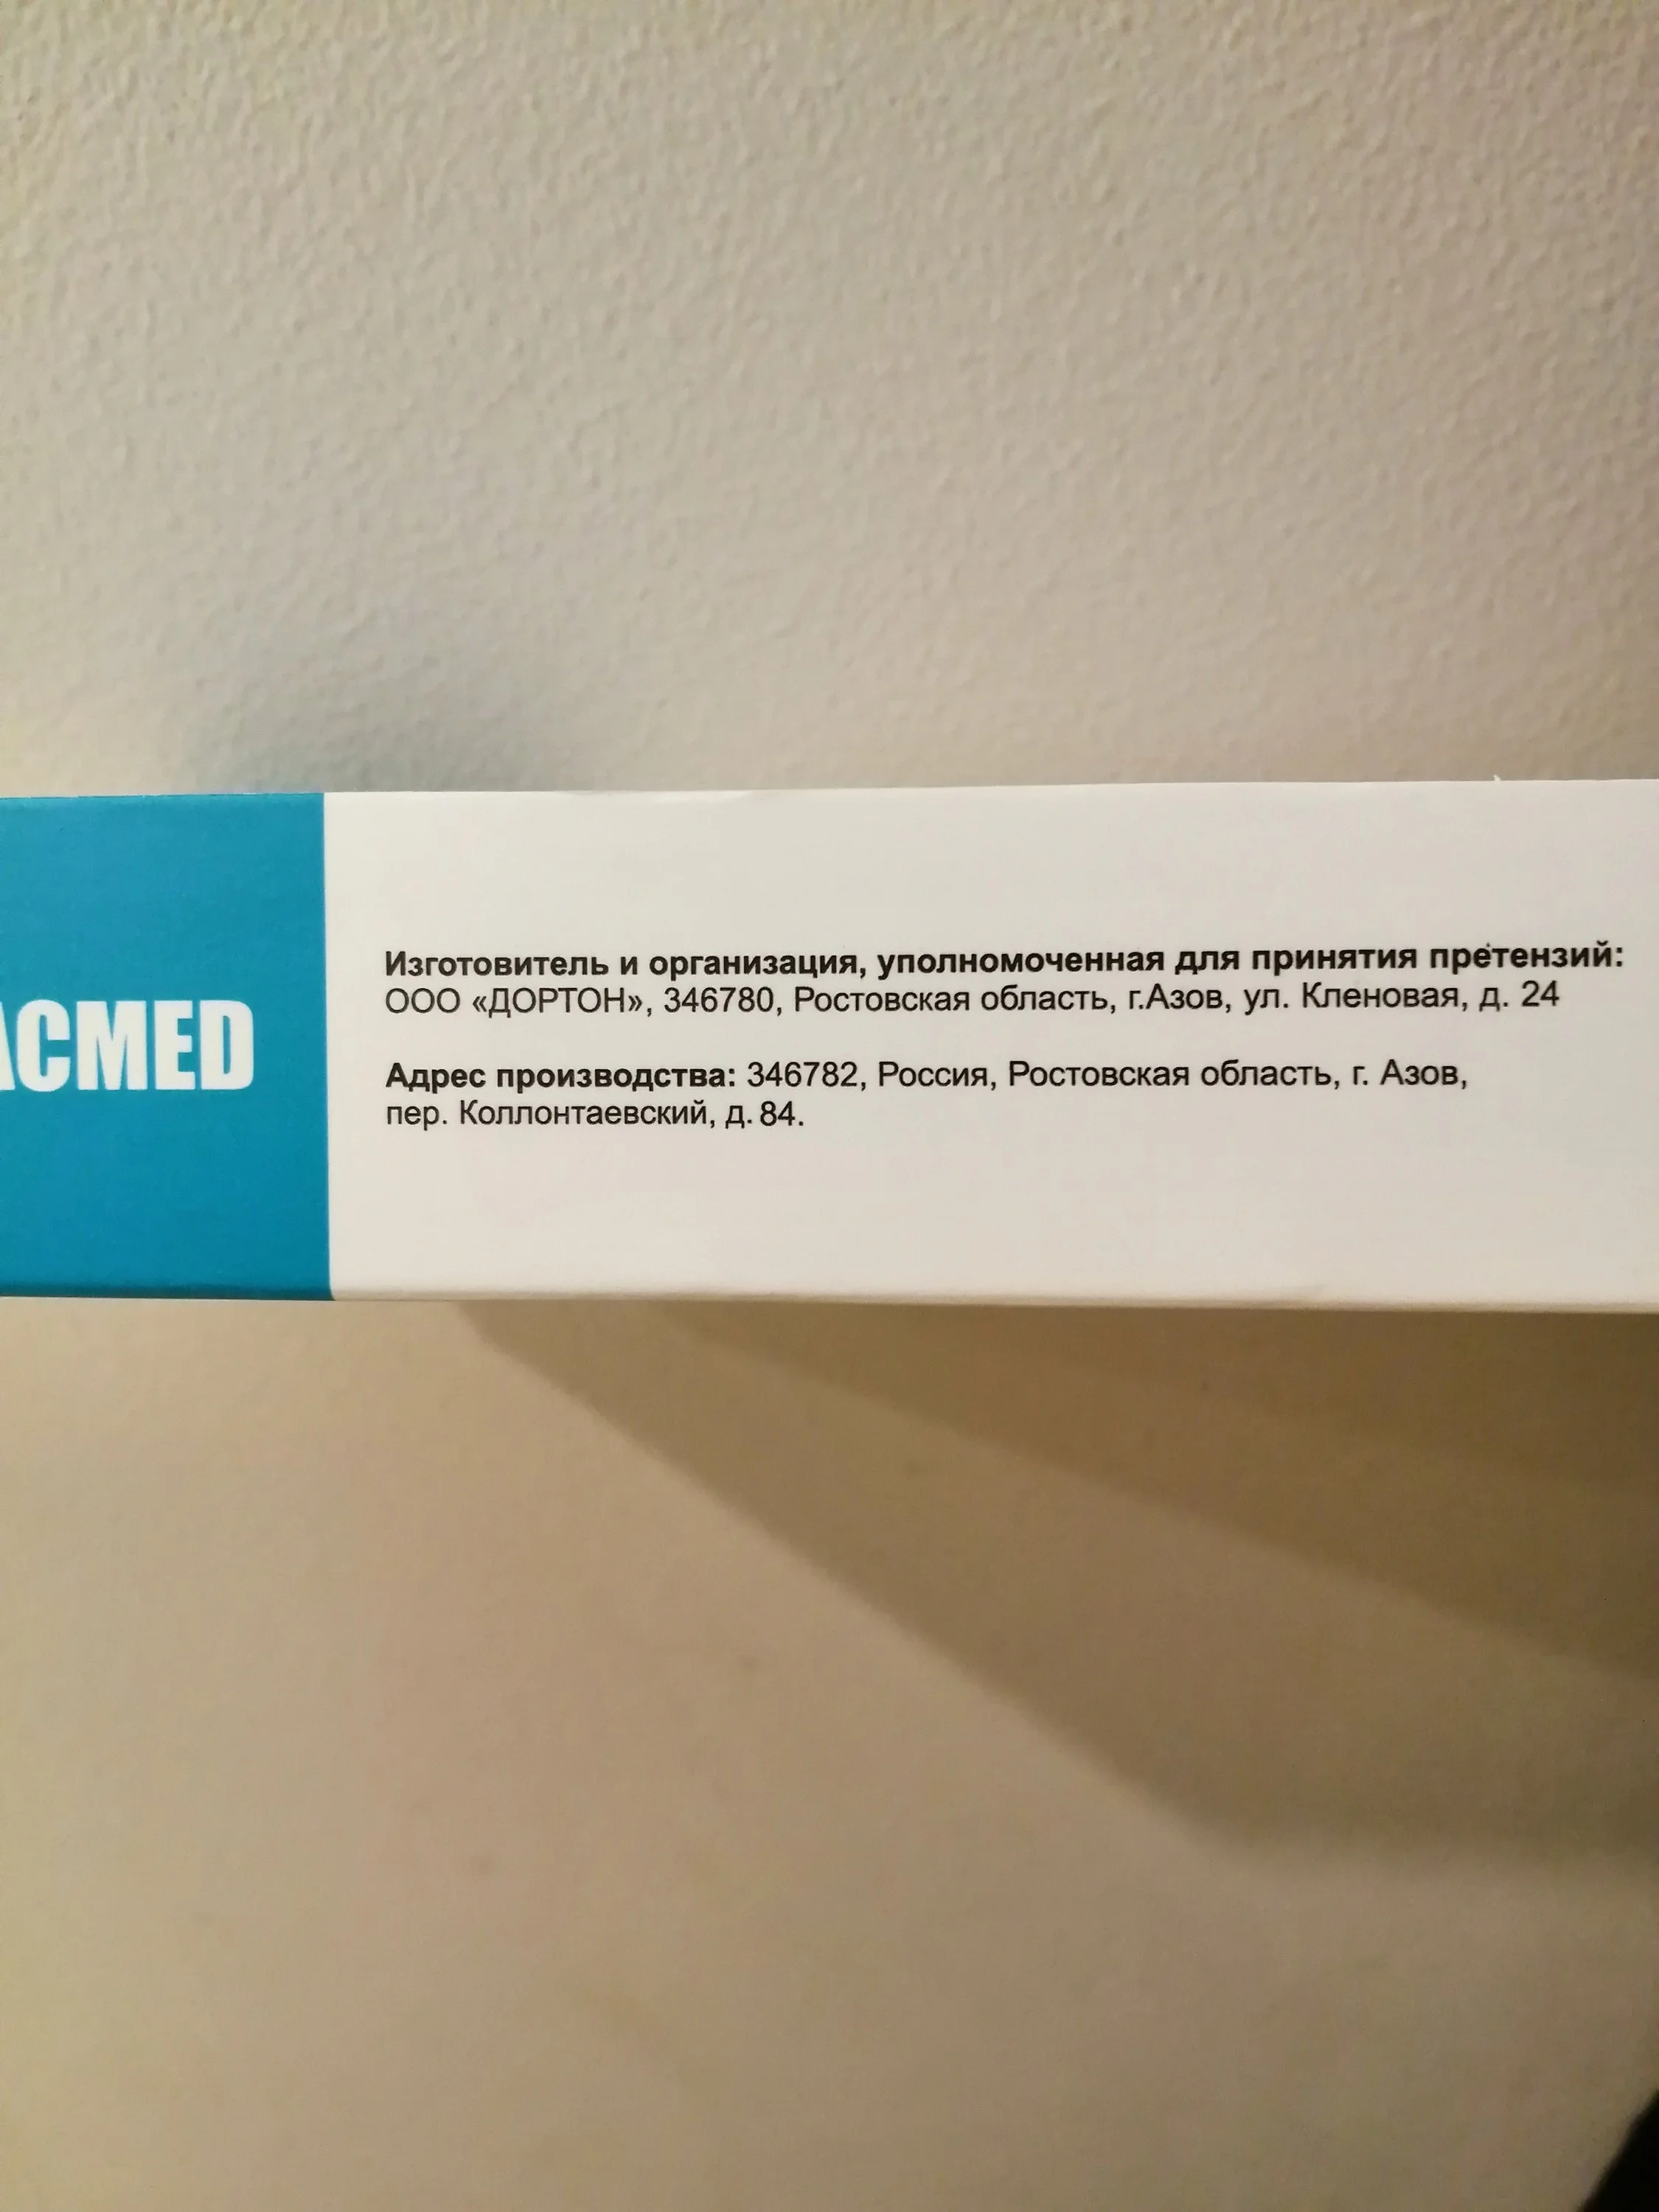 ACMED
Изготовитель и организация, уполномоченная для принятия претензий:
ООО «ДОРТОН», 346780, Ростовская область, г.Азов, ул. Кленовая, д. 24
Адрес производства: 346782, Россия, Ростовская область, г. Азов,
пер. Коллонтаевский, д. 84.